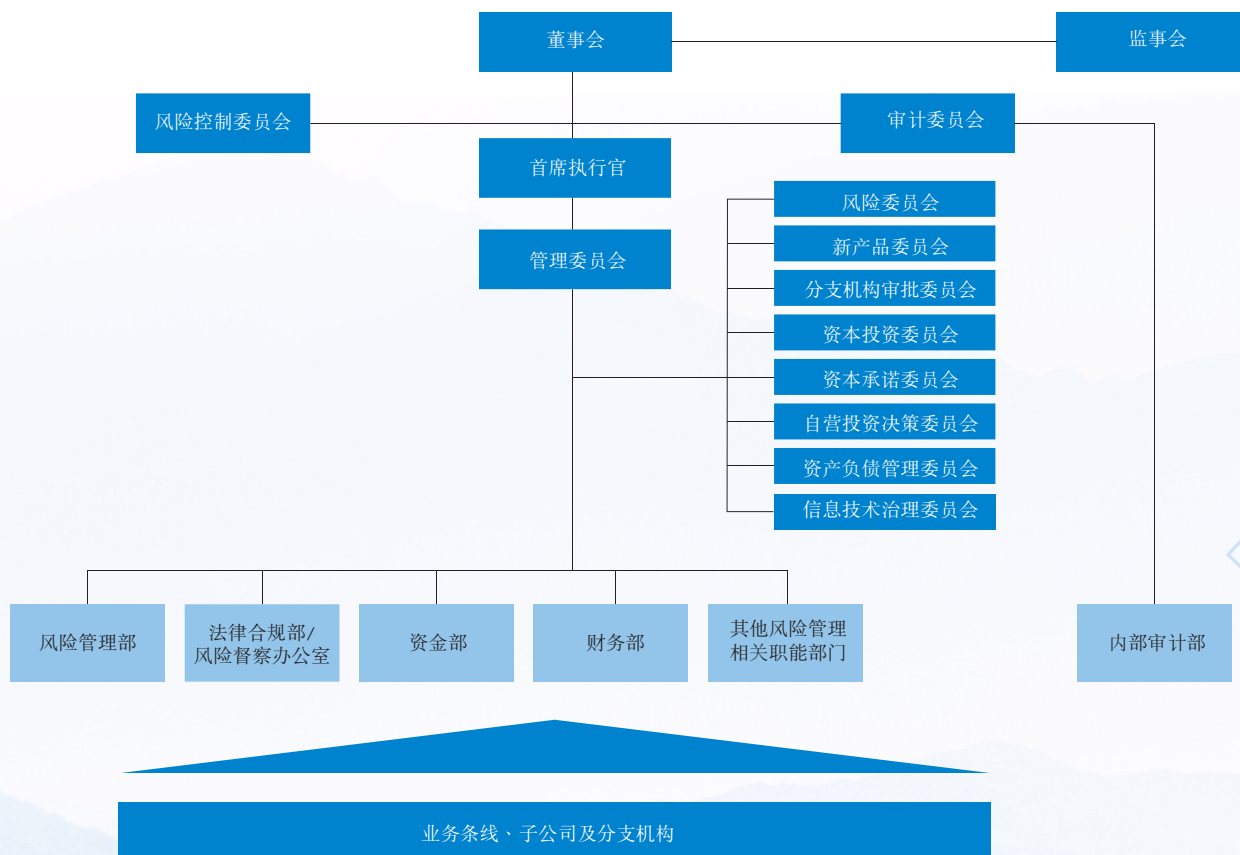 董事会
监事会
风险控制委员会
审计委员会
首席执行官
风险委员会
新产品委员会
管理委员会
分支机构审批委员会
资本投资委员会
资本承诺委员会
自营投资决策委员会
资产负债管理委员会
信息技术治理委员会
风险管理部
法律合规部/
风险督察办公室
资金部
财务部
其他风险管理
相关职能部门
内部审计部
业务条线、子公司及分支机构